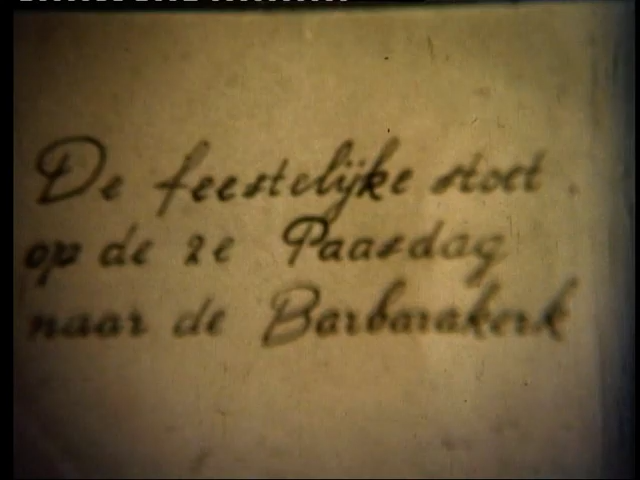 De feestelijke stoet
op de 2e Paasdag
naar de Barbarakerk